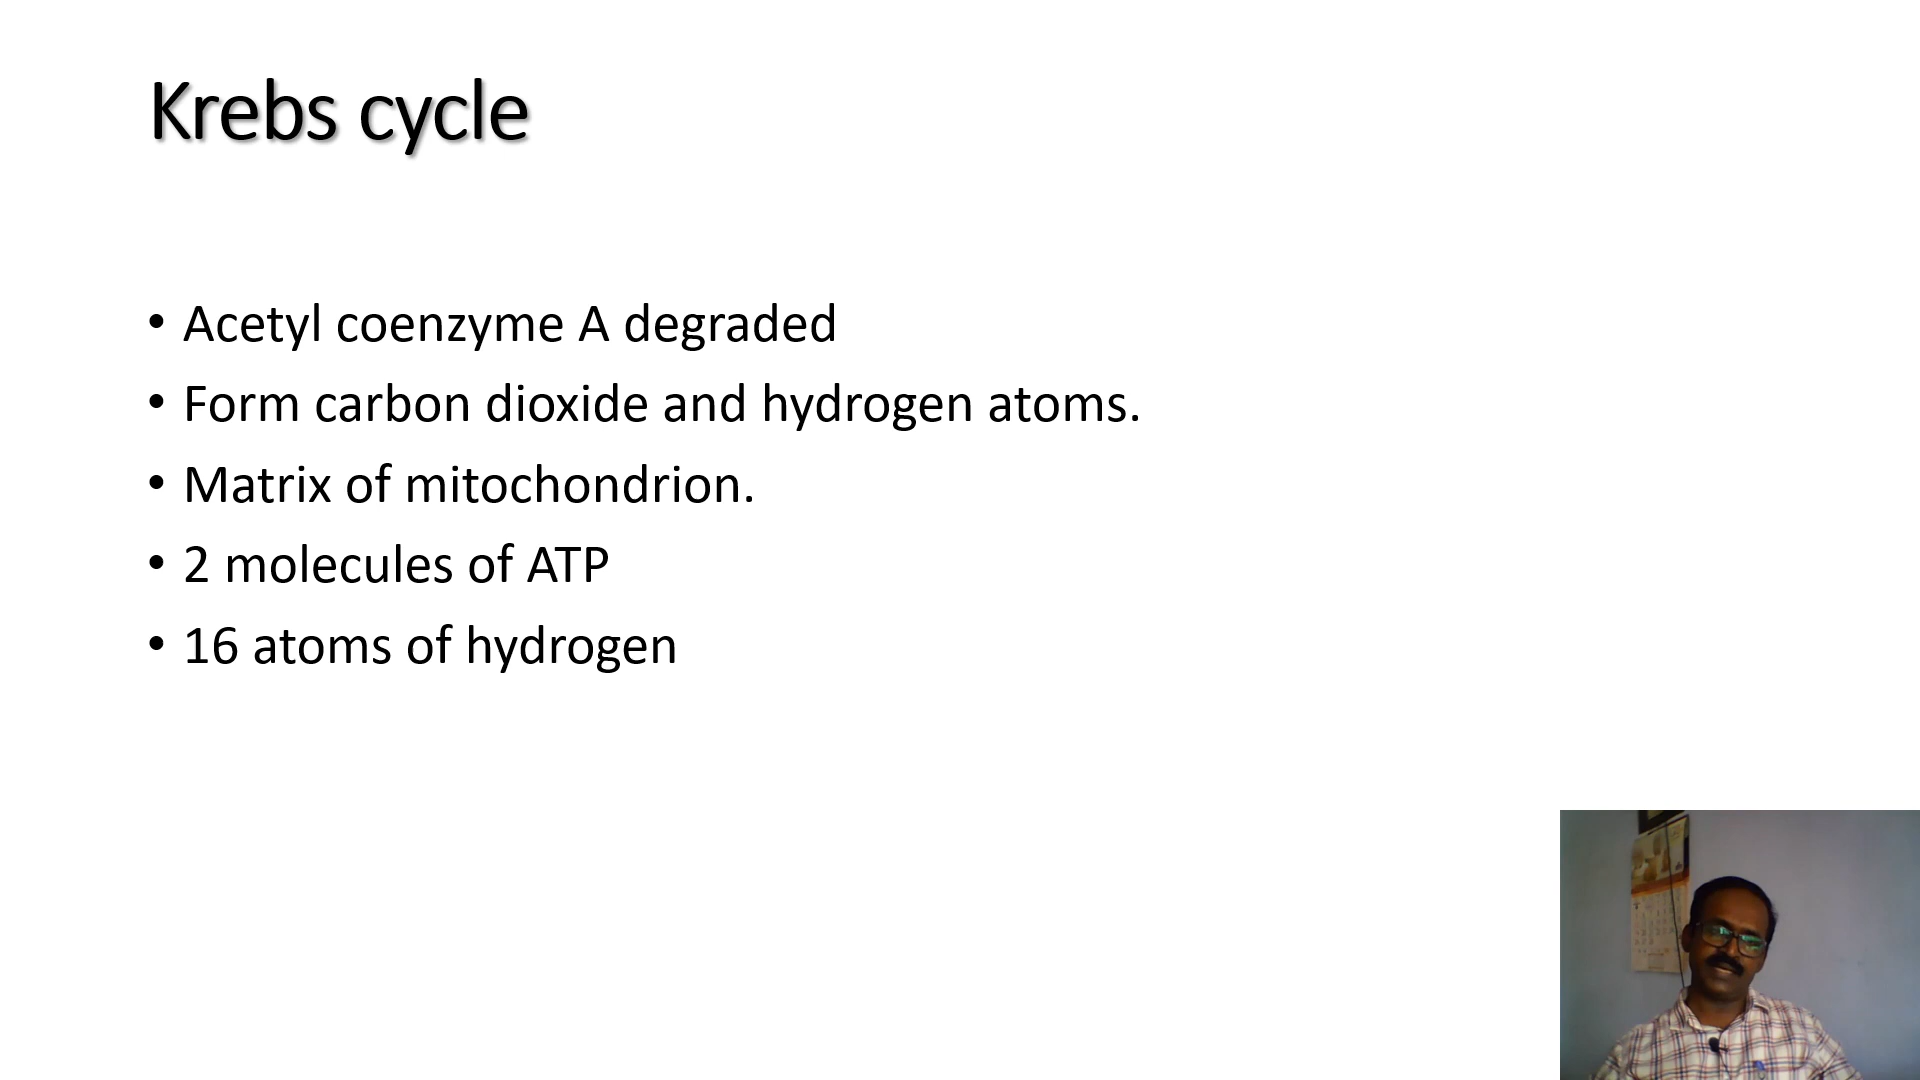 Krebs cycle
• Acetyl coenzyme A degraded
• Form carbon dioxide and hydrogen atoms.
• Matrix of mitochondrion.
• 2 molecules of ATP
• 16 atoms of hydrogen